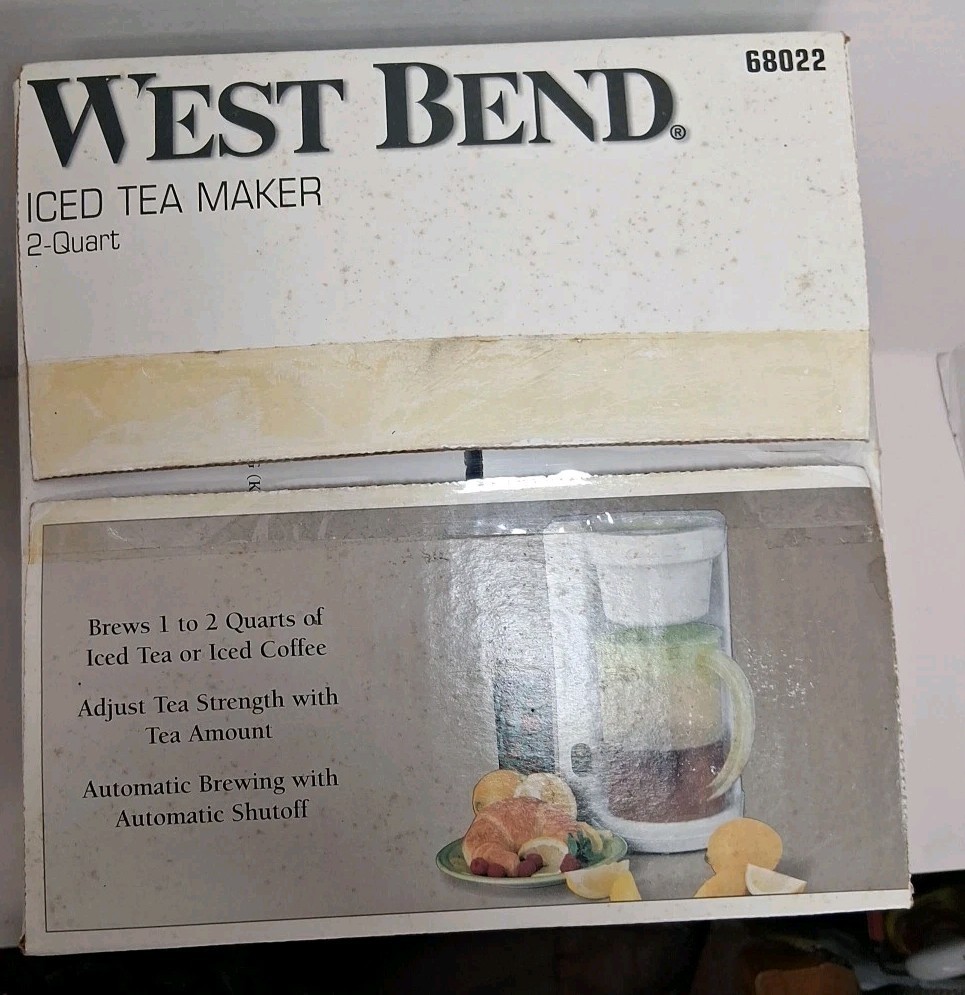 WEST BEND®
68022
ICED TEA MAKER
2-Quart
Brews 1 to 2 Quarts of
Iced Tea or Iced Coffee
Adjust Tea Strength with
Tea Amount
Automatic Brewing with
Automatic Shutoff